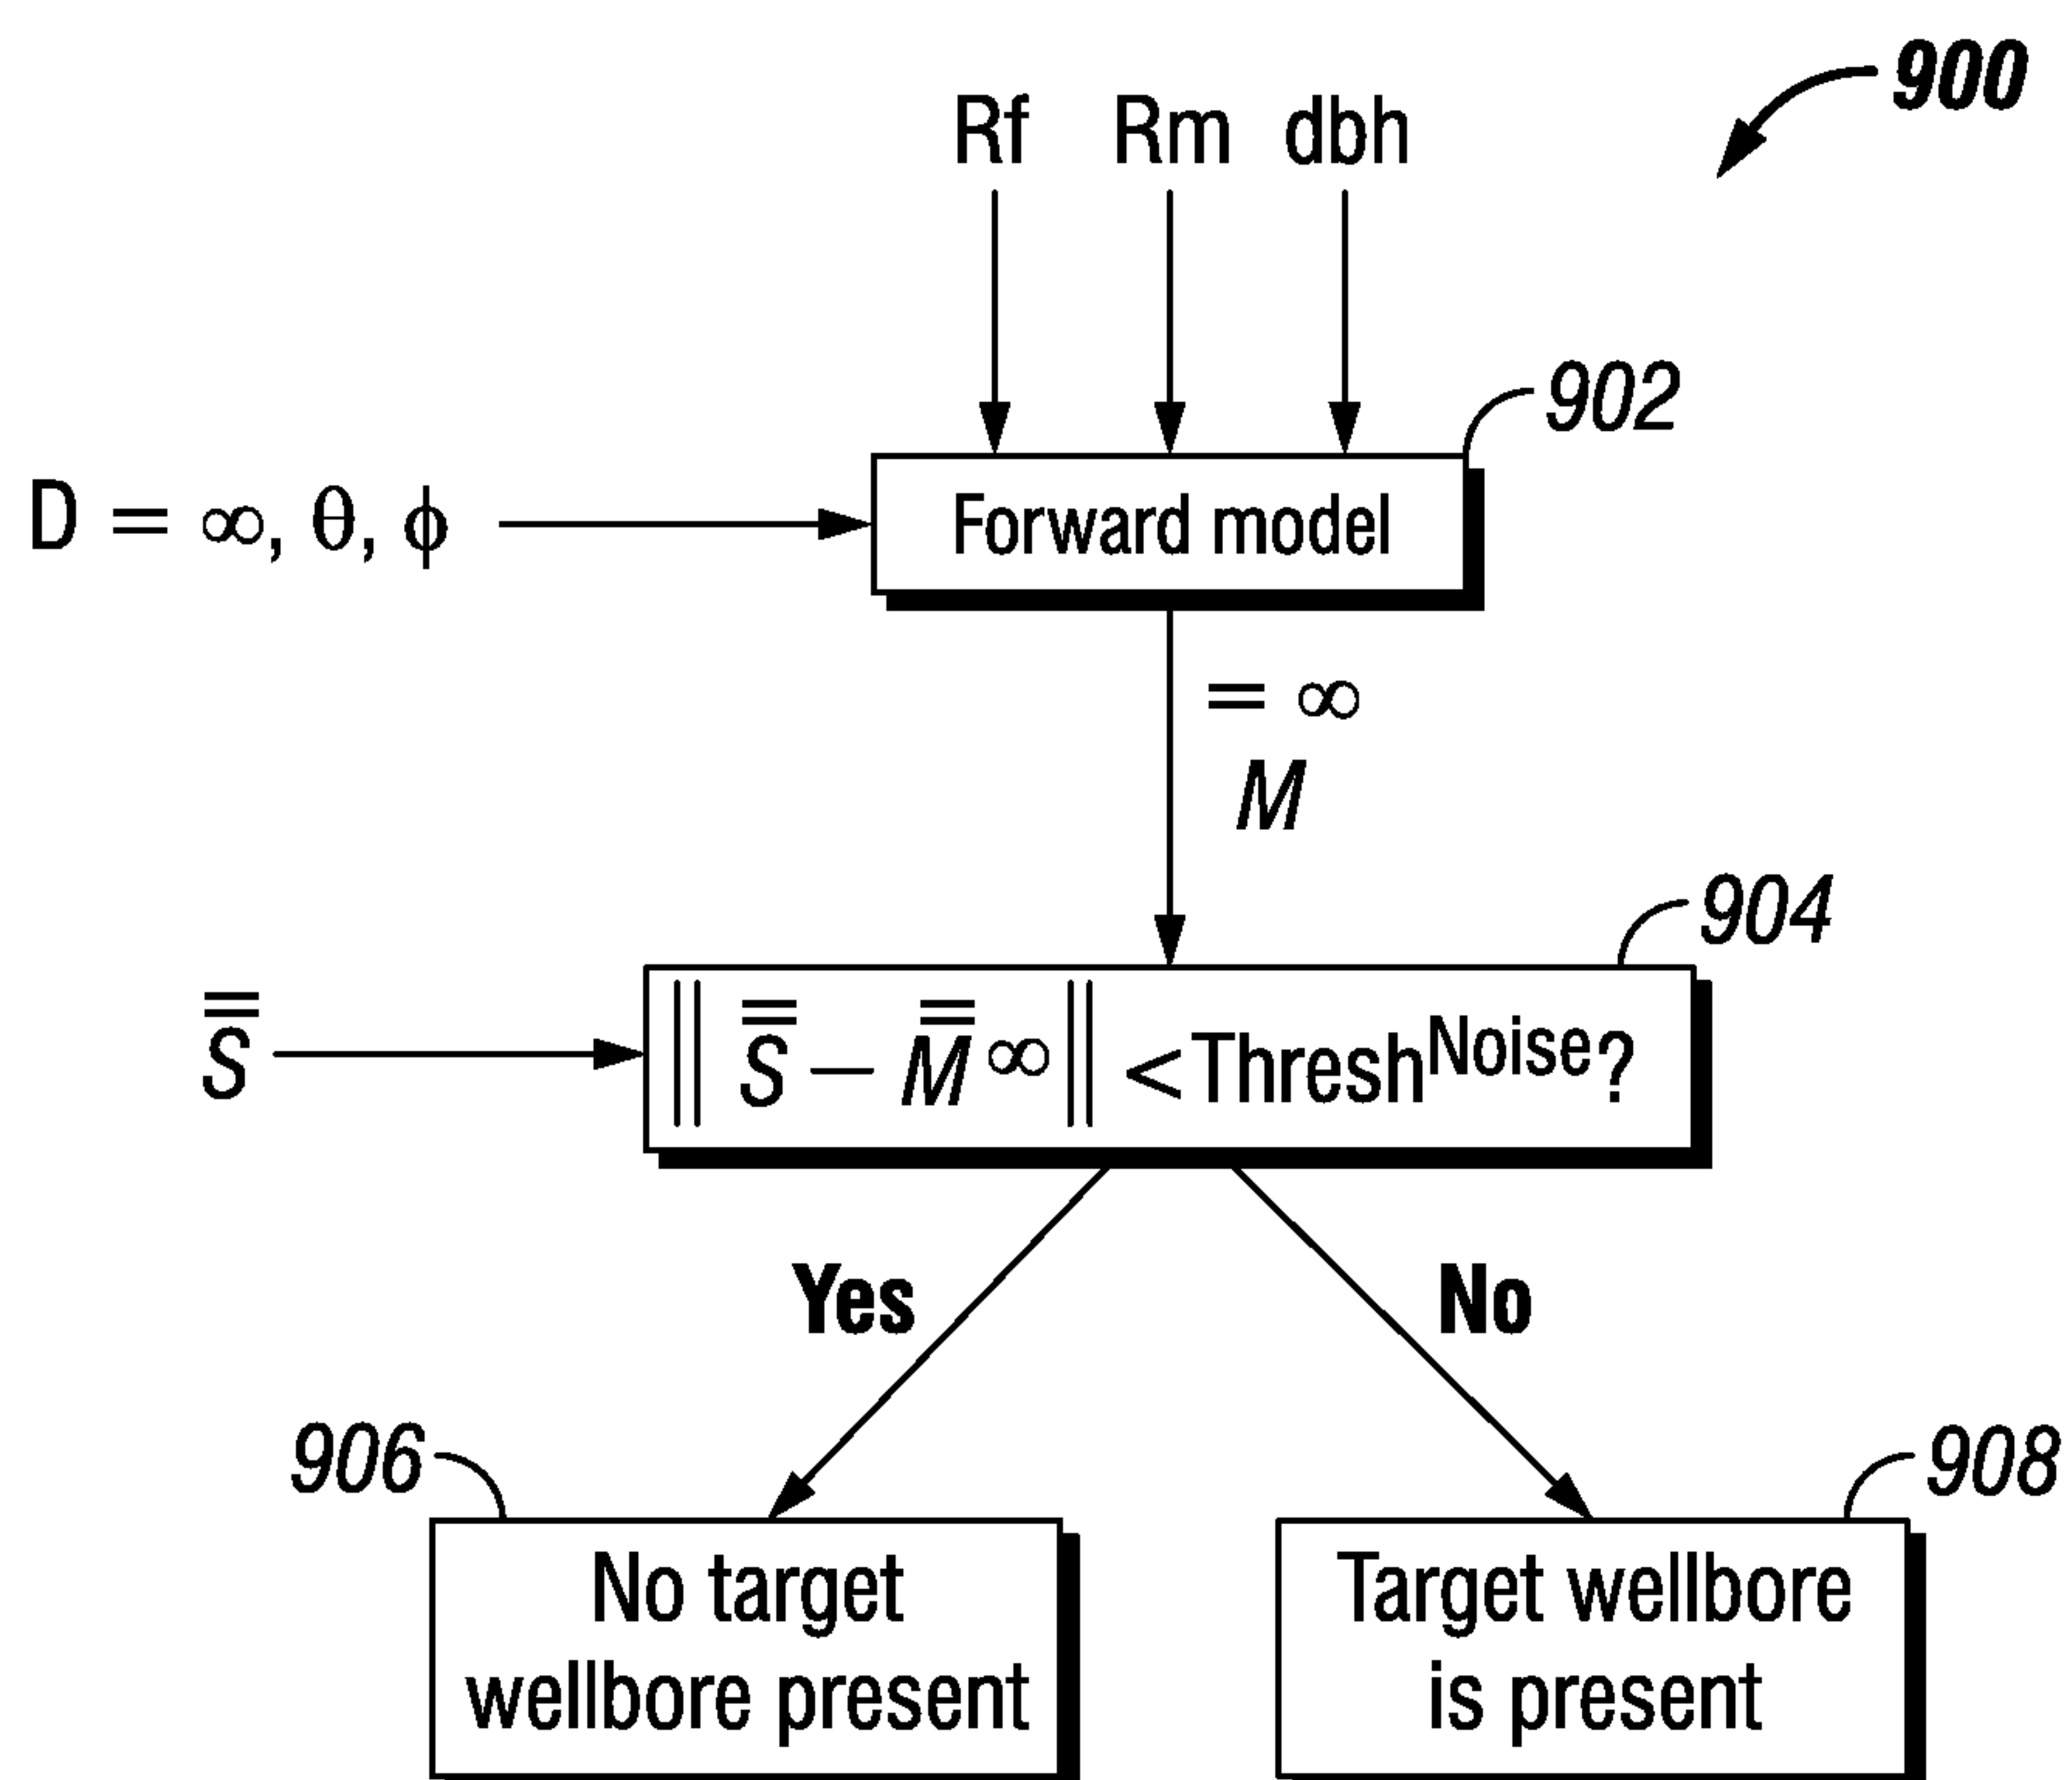 900
Rf Rm dbh
902
D = ∞, θ, ϕ
Forward model
= ∞
M
904
S̿
‖ S̿ – M̿ ∞ ‖ < Thresh^Noise?
Yes
No
906
908
No target
wellbore present
Target wellbore
is present